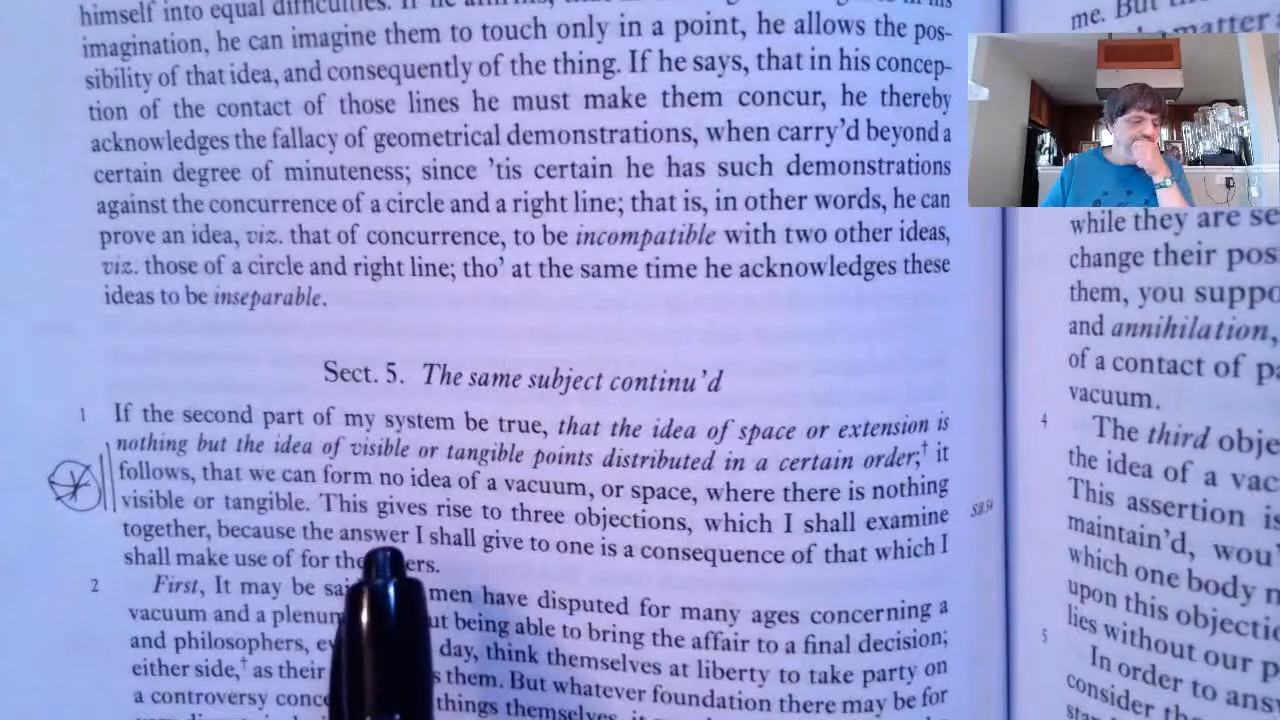 himself into equal difficulties. If he
imagination, he can imagine them to touch only in a point, he allows the pos-
sibility of that idea, and consequently of the thing. If he says, that in his concep-
tion of the contact of those lines he must make them concur, he thereby
acknowledges the fallacy of geometrical demonstrations, when carry'd beyond a
certain degree of minuteness; since 'tis certain he has such demonstrations
against the concurrence of a circle and a right line; that is, in other words, he can
prove an idea, viz. that of concurrence, to be incompatible with two other ideas,
viz. those of a circle and right line; tho' at the same time he acknowledges these
ideas to be inseparable.
Sect. 5. The same subject continu'd
1 If the second part of my system be true, that the idea of space or extension is
nothing but the idea of visible or tangible points distributed in a certain order;† it
follows, that we can form no idea of a vacuum, or space, where there is nothing
visible or tangible. This gives rise to three objections, which I shall examine
together, because the answer I shall give to one is a consequence of that which I
shall make use of for the ers.
2 First, It may be sai men have disputed for many ages concerning a
vacuum and a plenum ut being able to bring the affair to a final decision;
and philosophers, ev day, think themselves at liberty to take party on
either side,† as their s them. But whatever foundation there may be for
a controversy conce things themselves, it
me. But
matter
while they are se
change their pos
them, you suppo
and annihilation,
of a contact of pa
vacuum.
4 The third obje
the idea of a vac
This assertion is
maintain'd, wou
which one body m
upon this objecti
lies without our p
5 In order to ans
consider the